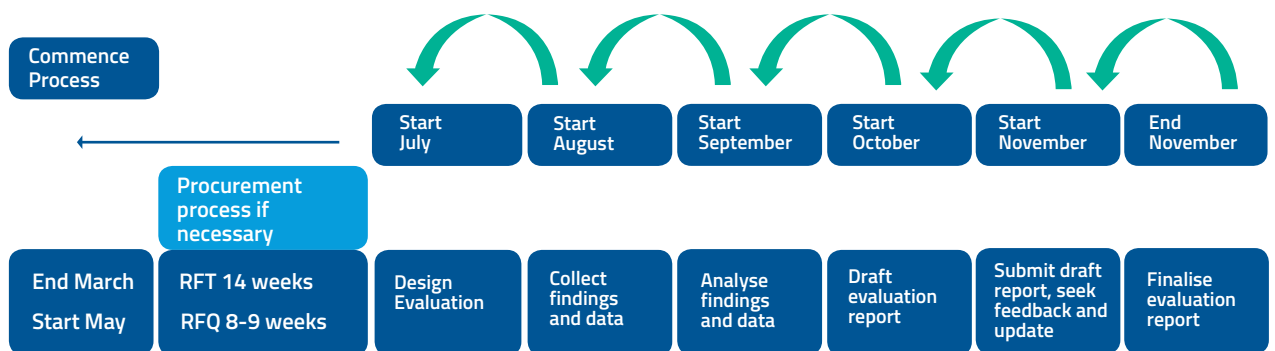 Commence
Process
Start
July
Start
August
Start
September
Start
October
Start
November
End
November
Procurement
process if
necessary
End March
Start May
RFT 14 weeks
RFQ 8-9 weeks
Design
Evaluation
Collect
findings
and data
Analyse
findings
and data
Draft
evaluation
report
Submit draft
report, seek
feedback and
update
Finalise
evaluation
report